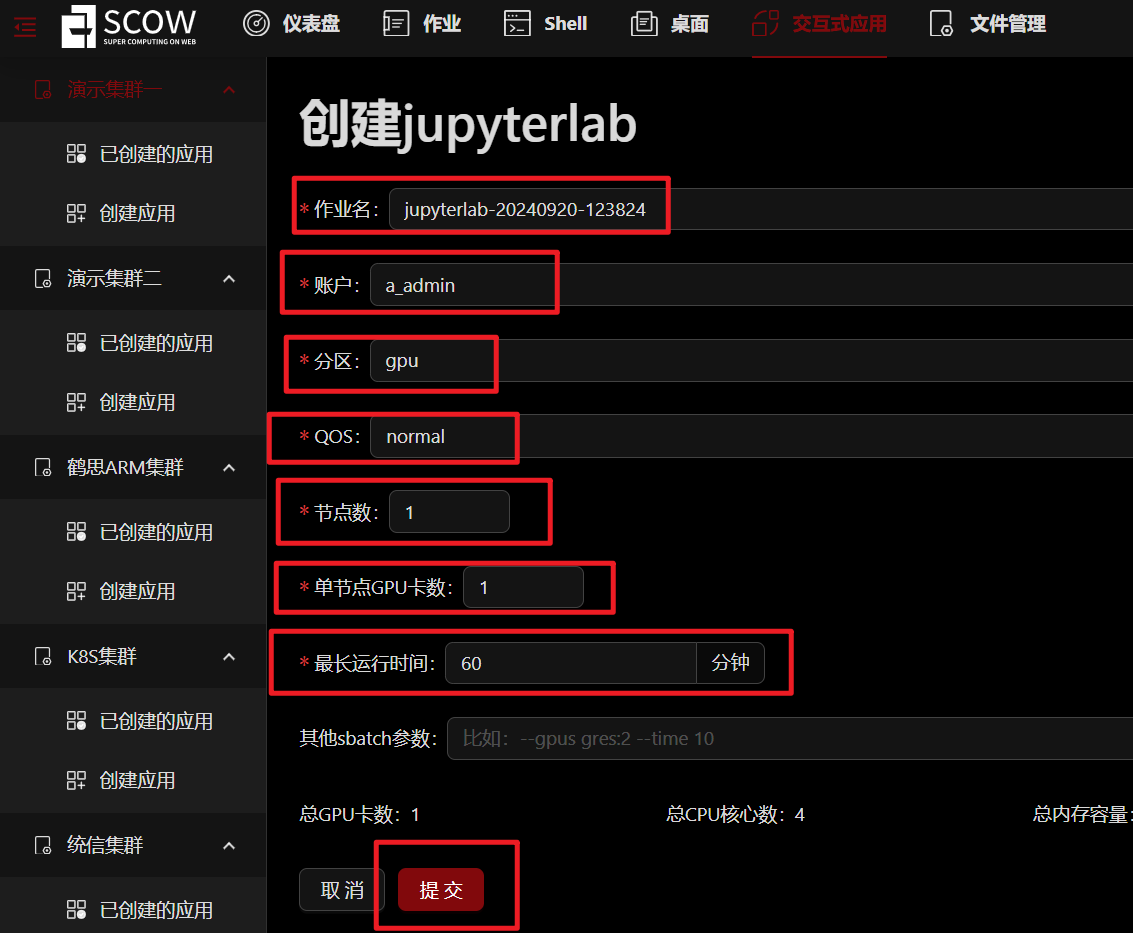 SCOW
SUPER COMPUTING ON WEB
仪表盘
作业
Shell
桌面
交互式应用
文件管理
演示集群一
已创建的应用
创建应用
演示集群二
已创建的应用
创建应用
鹤思ARM集群
已创建的应用
创建应用
K8S集群
已创建的应用
创建应用
统信集群
已创建的应用
创建jupyterlab
* 作业名: jupyterlab-20240920-123824
* 账户: a_admin
* 分区: gpu
* QOS: normal
* 节点数: 1
* 单节点GPU卡数: 1
* 最长运行时间: 60 分钟
其他sbatch参数: 比如：--gpus gres:2 --time 10
总GPU卡数：1 总CPU核心数：4 总内存容量:
取 消 提 交